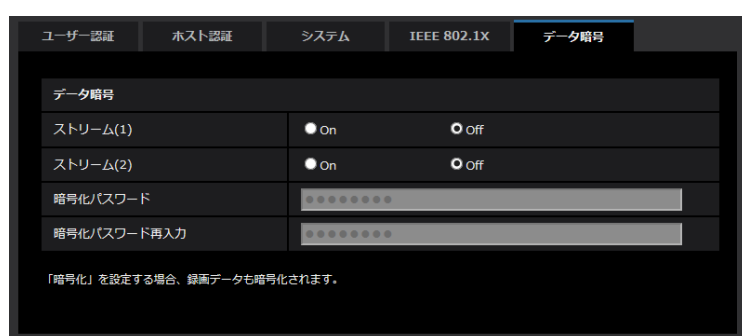 ユーザー認証 ホスト認証 システム IEEE 802.1X データ暗号
データ暗号
ストリーム(1) On Off
ストリーム(2) On Off
暗号化パスワード ●●●●●●●●
暗号化パスワード再入力 ●●●●●●●●
「暗号化」を設定する場合、録画データも暗号化されます。